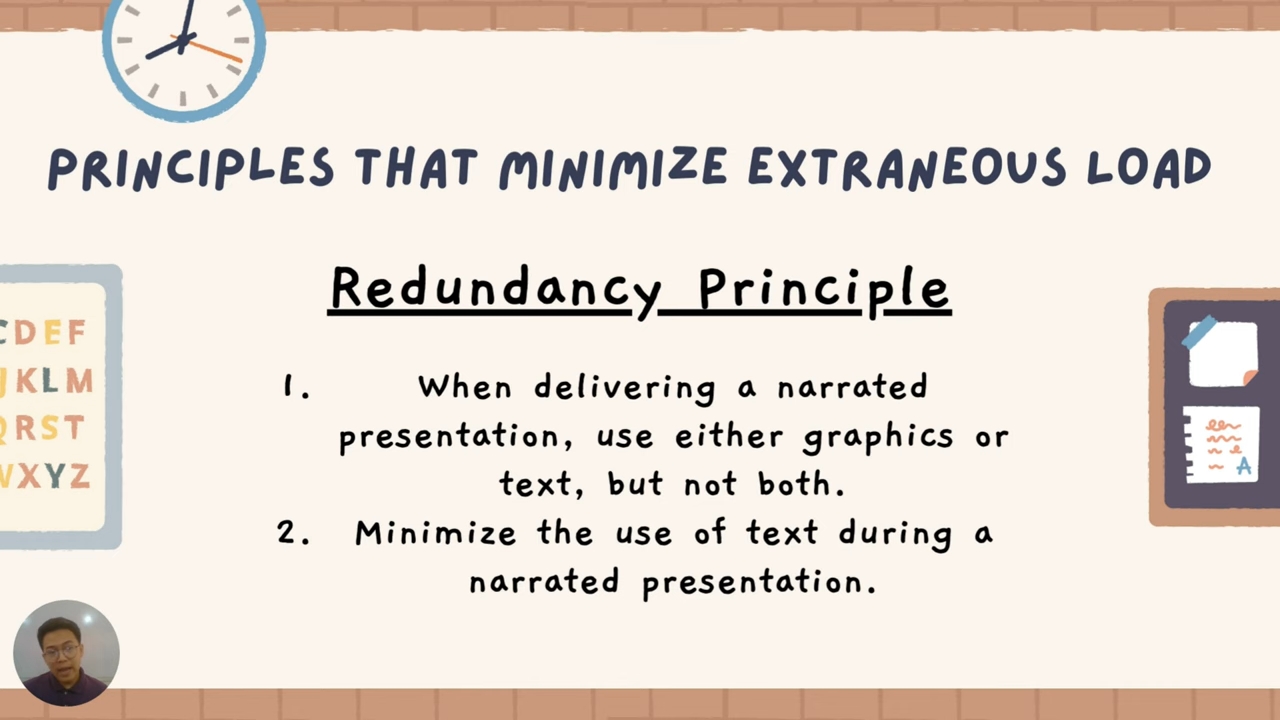 PRINCIPLES THAT MINIMIZE EXTRANEOUS LOAD
Redundancy Principle
1. When delivering a narrated
presentation, use either graphics or
text, but not both.
2. Minimize the use of text during a
narrated presentation.
CDEF
JKLM
QRST
WXYZ
A